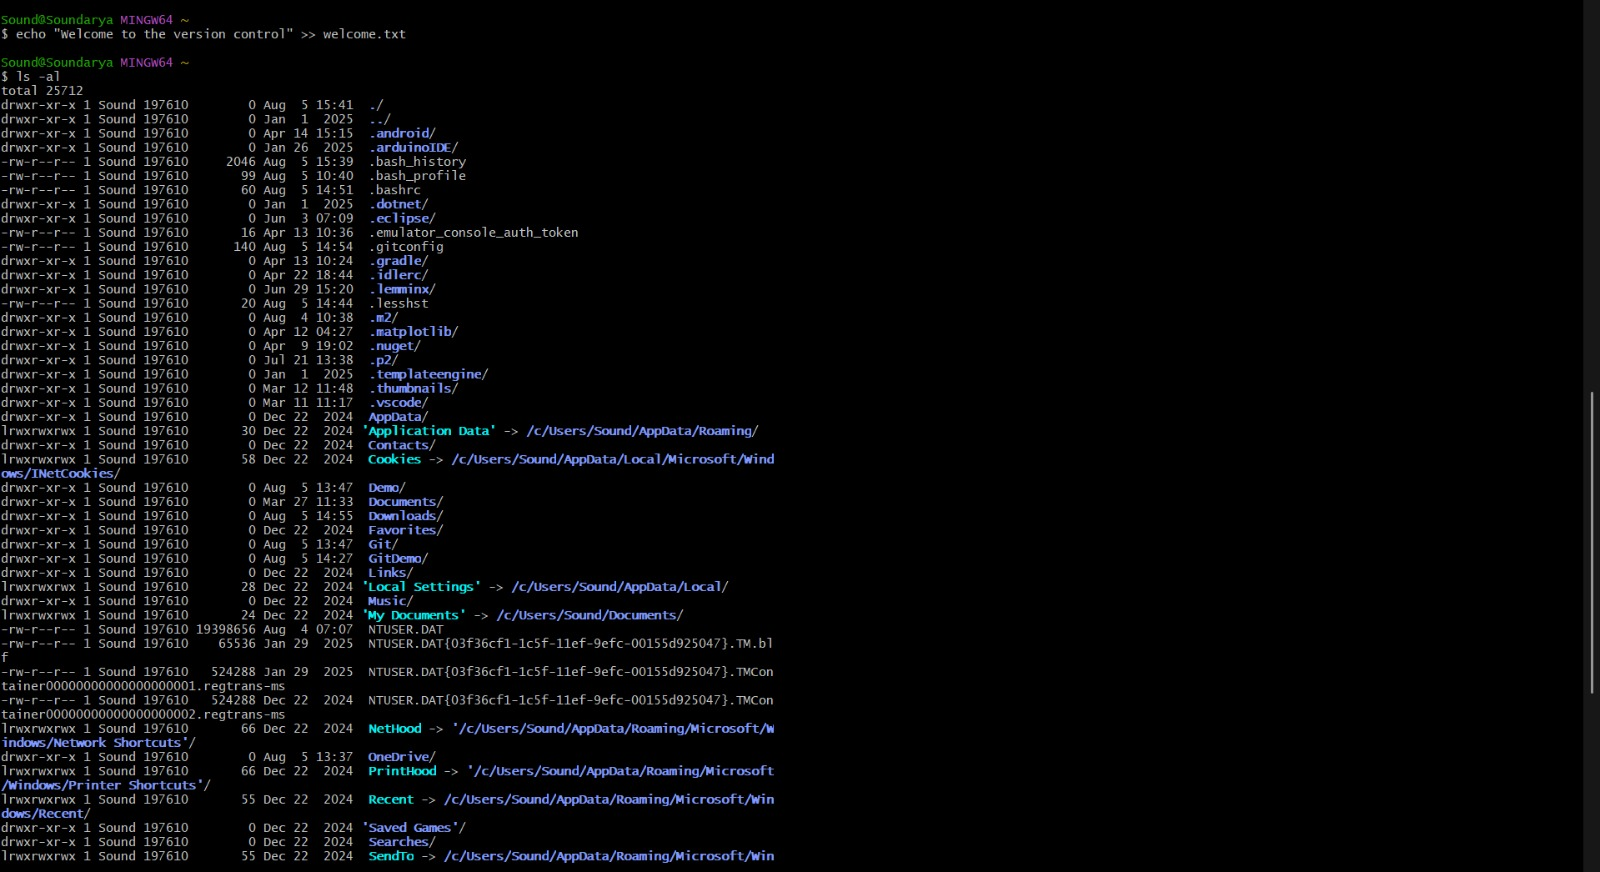 Sound@Soundarya MINGW64 ~
$ echo "Welcome to the version control" >> welcome.txt

Sound@Soundarya MINGW64 ~
$ ls -al
total 25712
drwxr-xr-x 1 Sound 197610        0 Aug  5 15:41  ./
drwxr-xr-x 1 Sound 197610        0 Jan  1  2025  ../
drwxr-xr-x 1 Sound 197610        0 Apr 14 15:15  .android/
drwxr-xr-x 1 Sound 197610        0 Jan 26  2025  .arduinoIDE/
-rw-r--r-- 1 Sound 197610     2046 Aug  5 15:39  .bash_history
-rw-r--r-- 1 Sound 197610       99 Aug  5 10:40  .bash_profile
-rw-r--r-- 1 Sound 197610       60 Aug  5 14:51  .bashrc
drwxr-xr-x 1 Sound 197610        0 Jan  1  2025  .dotnet/
drwxr-xr-x 1 Sound 197610        0 Jun  3 07:09  .eclipse/
-rw-r--r-- 1 Sound 197610       16 Apr 13 10:36  .emulator_console_auth_token
-rw-r--r-- 1 Sound 197610      140 Aug  5 14:54  .gitconfig
drwxr-xr-x 1 Sound 197610        0 Apr 13 10:24  .gradle/
drwxr-xr-x 1 Sound 197610        0 Apr 22 18:44  .idlerc/
drwxr-xr-x 1 Sound 197610        0 Jun 29 15:20  .lemminx/
-rw-r--r-- 1 Sound 197610       20 Aug  5 14:44  .lesshst
drwxr-xr-x 1 Sound 197610        0 Aug  4 10:38  .m2/
drwxr-xr-x 1 Sound 197610        0 Apr 12 04:27  .matplotlib/
drwxr-xr-x 1 Sound 197610        0 Apr  9 19:02  .nuget/
drwxr-xr-x 1 Sound 197610        0 Jul 21 13:38  .p2/
drwxr-xr-x 1 Sound 197610        0 Jan  1  2025  .templateengine/
drwxr-xr-x 1 Sound 197610        0 Mar 12 11:48  .thumbnails/
drwxr-xr-x 1 Sound 197610        0 Mar 11 11:17  .vscode/
drwxr-xr-x 1 Sound 197610        0 Dec 22  2024  AppData/
lrwxrwxrwx 1 Sound 197610       30 Dec 22  2024 'Application Data' -> /c/Users/Sound/AppData/Roaming/
drwxr-xr-x 1 Sound 197610        0 Dec 22  2024  Contacts/
lrwxrwxrwx 1 Sound 197610       58 Dec 22  2024  Cookies -> /c/Users/Sound/AppData/Local/Microsoft/Wind
ows/INetCookies/
drwxr-xr-x 1 Sound 197610        0 Aug  5 13:47  Demo/
drwxr-xr-x 1 Sound 197610        0 Mar 27 11:33  Documents/
drwxr-xr-x 1 Sound 197610        0 Aug  5 14:55  Downloads/
drwxr-xr-x 1 Sound 197610        0 Dec 22  2024  Favorites/
drwxr-xr-x 1 Sound 197610        0 Aug  5 13:47  Git/
drwxr-xr-x 1 Sound 197610        0 Aug  5 14:27  GitDemo/
drwxr-xr-x 1 Sound 197610        0 Dec 22  2024  Links/
lrwxrwxrwx 1 Sound 197610       28 Dec 22  2024 'Local Settings' -> /c/Users/Sound/AppData/Local/
drwxr-xr-x 1 Sound 197610        0 Dec 22  2024  Music/
lrwxrwxrwx 1 Sound 197610       24 Dec 22  2024 'My Documents' -> /c/Users/Sound/Documents/
-rw-r--r-- 1 Sound 197610 19398656 Aug  4 07:07  NTUSER.DAT
-rw-r--r-- 1 Sound 197610    65536 Jan 29  2025  NTUSER.DAT{03f36cf1-1c5f-11ef-9efc-00155d925047}.TM.bl
f
-rw-r--r-- 1 Sound 197610   524288 Jan 29  2025  NTUSER.DAT{03f36cf1-1c5f-11ef-9efc-00155d925047}.TMCon
tainer00000000000000000001.regtrans-ms
-rw-r--r-- 1 Sound 197610   524288 Dec 22  2024  NTUSER.DAT{03f36cf1-1c5f-11ef-9efc-00155d925047}.TMCon
tainer00000000000000000002.regtrans-ms
lrwxrwxrwx 1 Sound 197610       66 Dec 22  2024  NetHood -> '/c/Users/Sound/AppData/Roaming/Microsoft/W
indows/Network Shortcuts'/
drwxr-xr-x 1 Sound 197610        0 Aug  5 13:37  OneDrive/
lrwxrwxrwx 1 Sound 197610       66 Dec 22  2024  PrintHood -> '/c/Users/Sound/AppData/Roaming/Microsoft
/Windows/Printer Shortcuts'/
lrwxrwxrwx 1 Sound 197610       55 Dec 22  2024  Recent -> /c/Users/Sound/AppData/Roaming/Microsoft/Win
dows/Recent/
drwxr-xr-x 1 Sound 197610        0 Dec 22  2024 'Saved Games'/
drwxr-xr-x 1 Sound 197610        0 Dec 22  2024  Searches/
lrwxrwxrwx 1 Sound 197610       55 Dec 22  2024  SendTo -> /c/Users/Sound/AppData/Roaming/Microsoft/Win